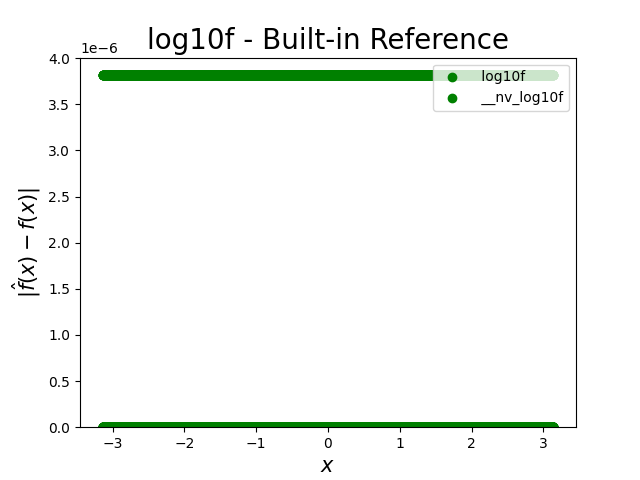 log10f - Built-in Reference
1e−6
4.0
3.5
3.0
2.5
2.0
1.5
1.0
0.5
0.0
|f̂(x) − f(x)|
log10f
__nv_log10f
−3
−2
−1
0
1
2
3
x